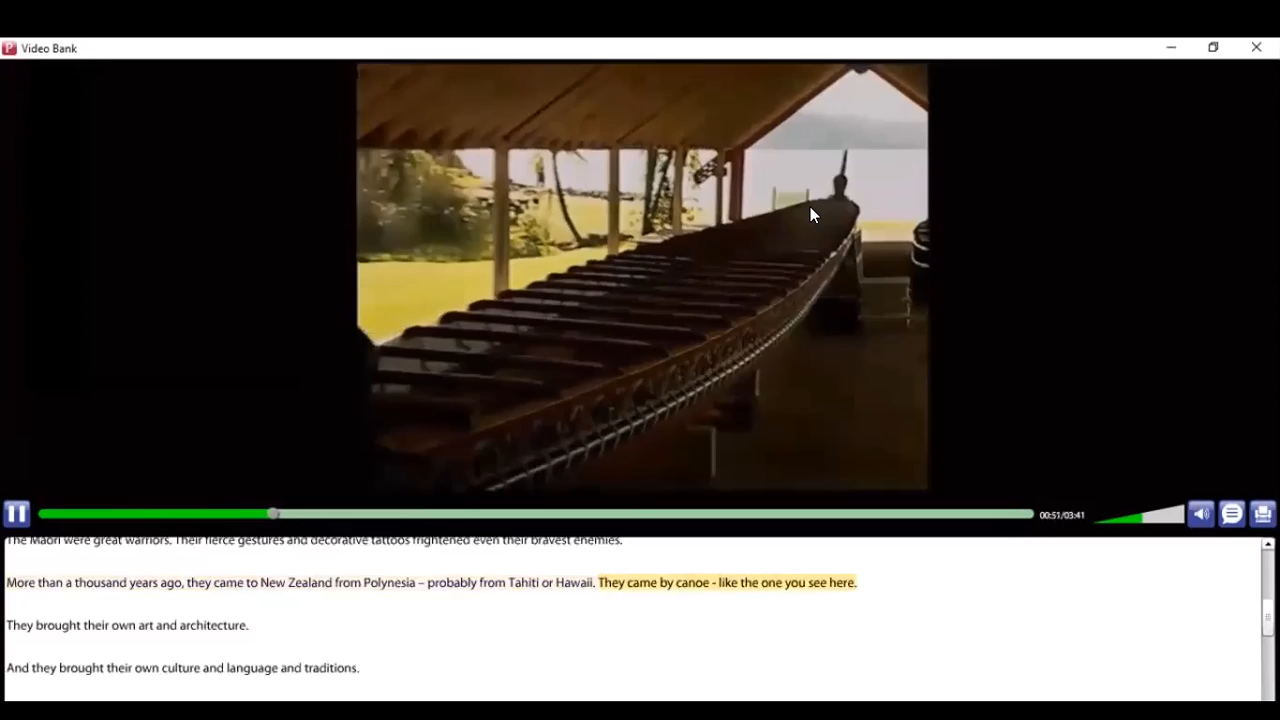 Video Bank
00:51/03:41
The Maori were great warriors. Their fierce gestures and decorative tattoos frightened even their bravest enemies.
More than a thousand years ago, they came to New Zealand from Polynesia – probably from Tahiti or Hawaii. They came by canoe - like the one you see here.
They brought their own art and architecture.
And they brought their own culture and language and traditions.